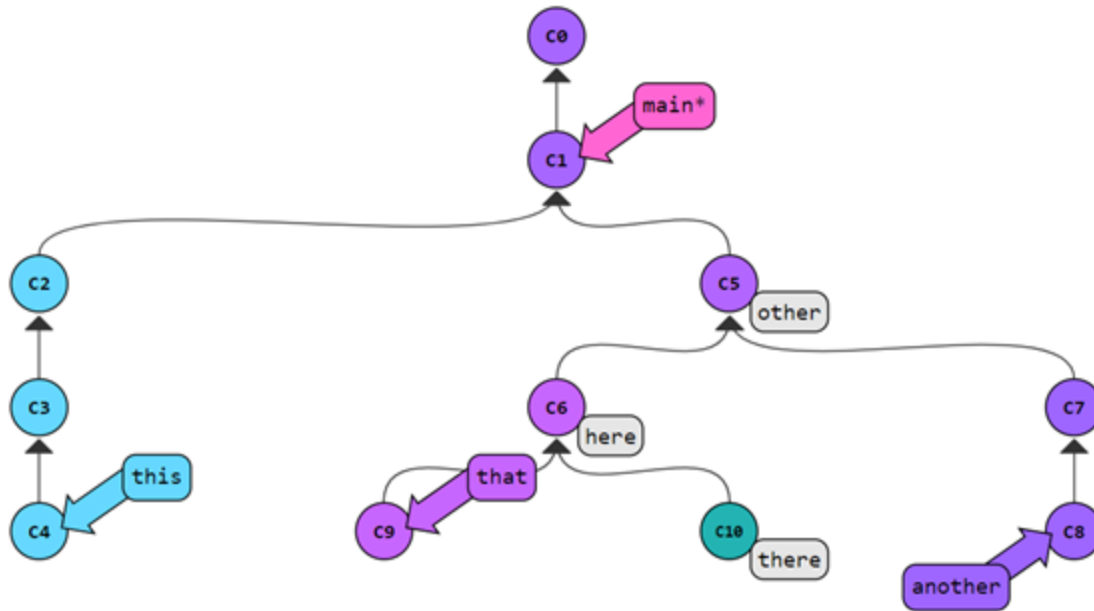 C0
main*
C1
C2
C5
other
C3
C6
C7
here
this
that
C4
C9
C10
C8
there
another